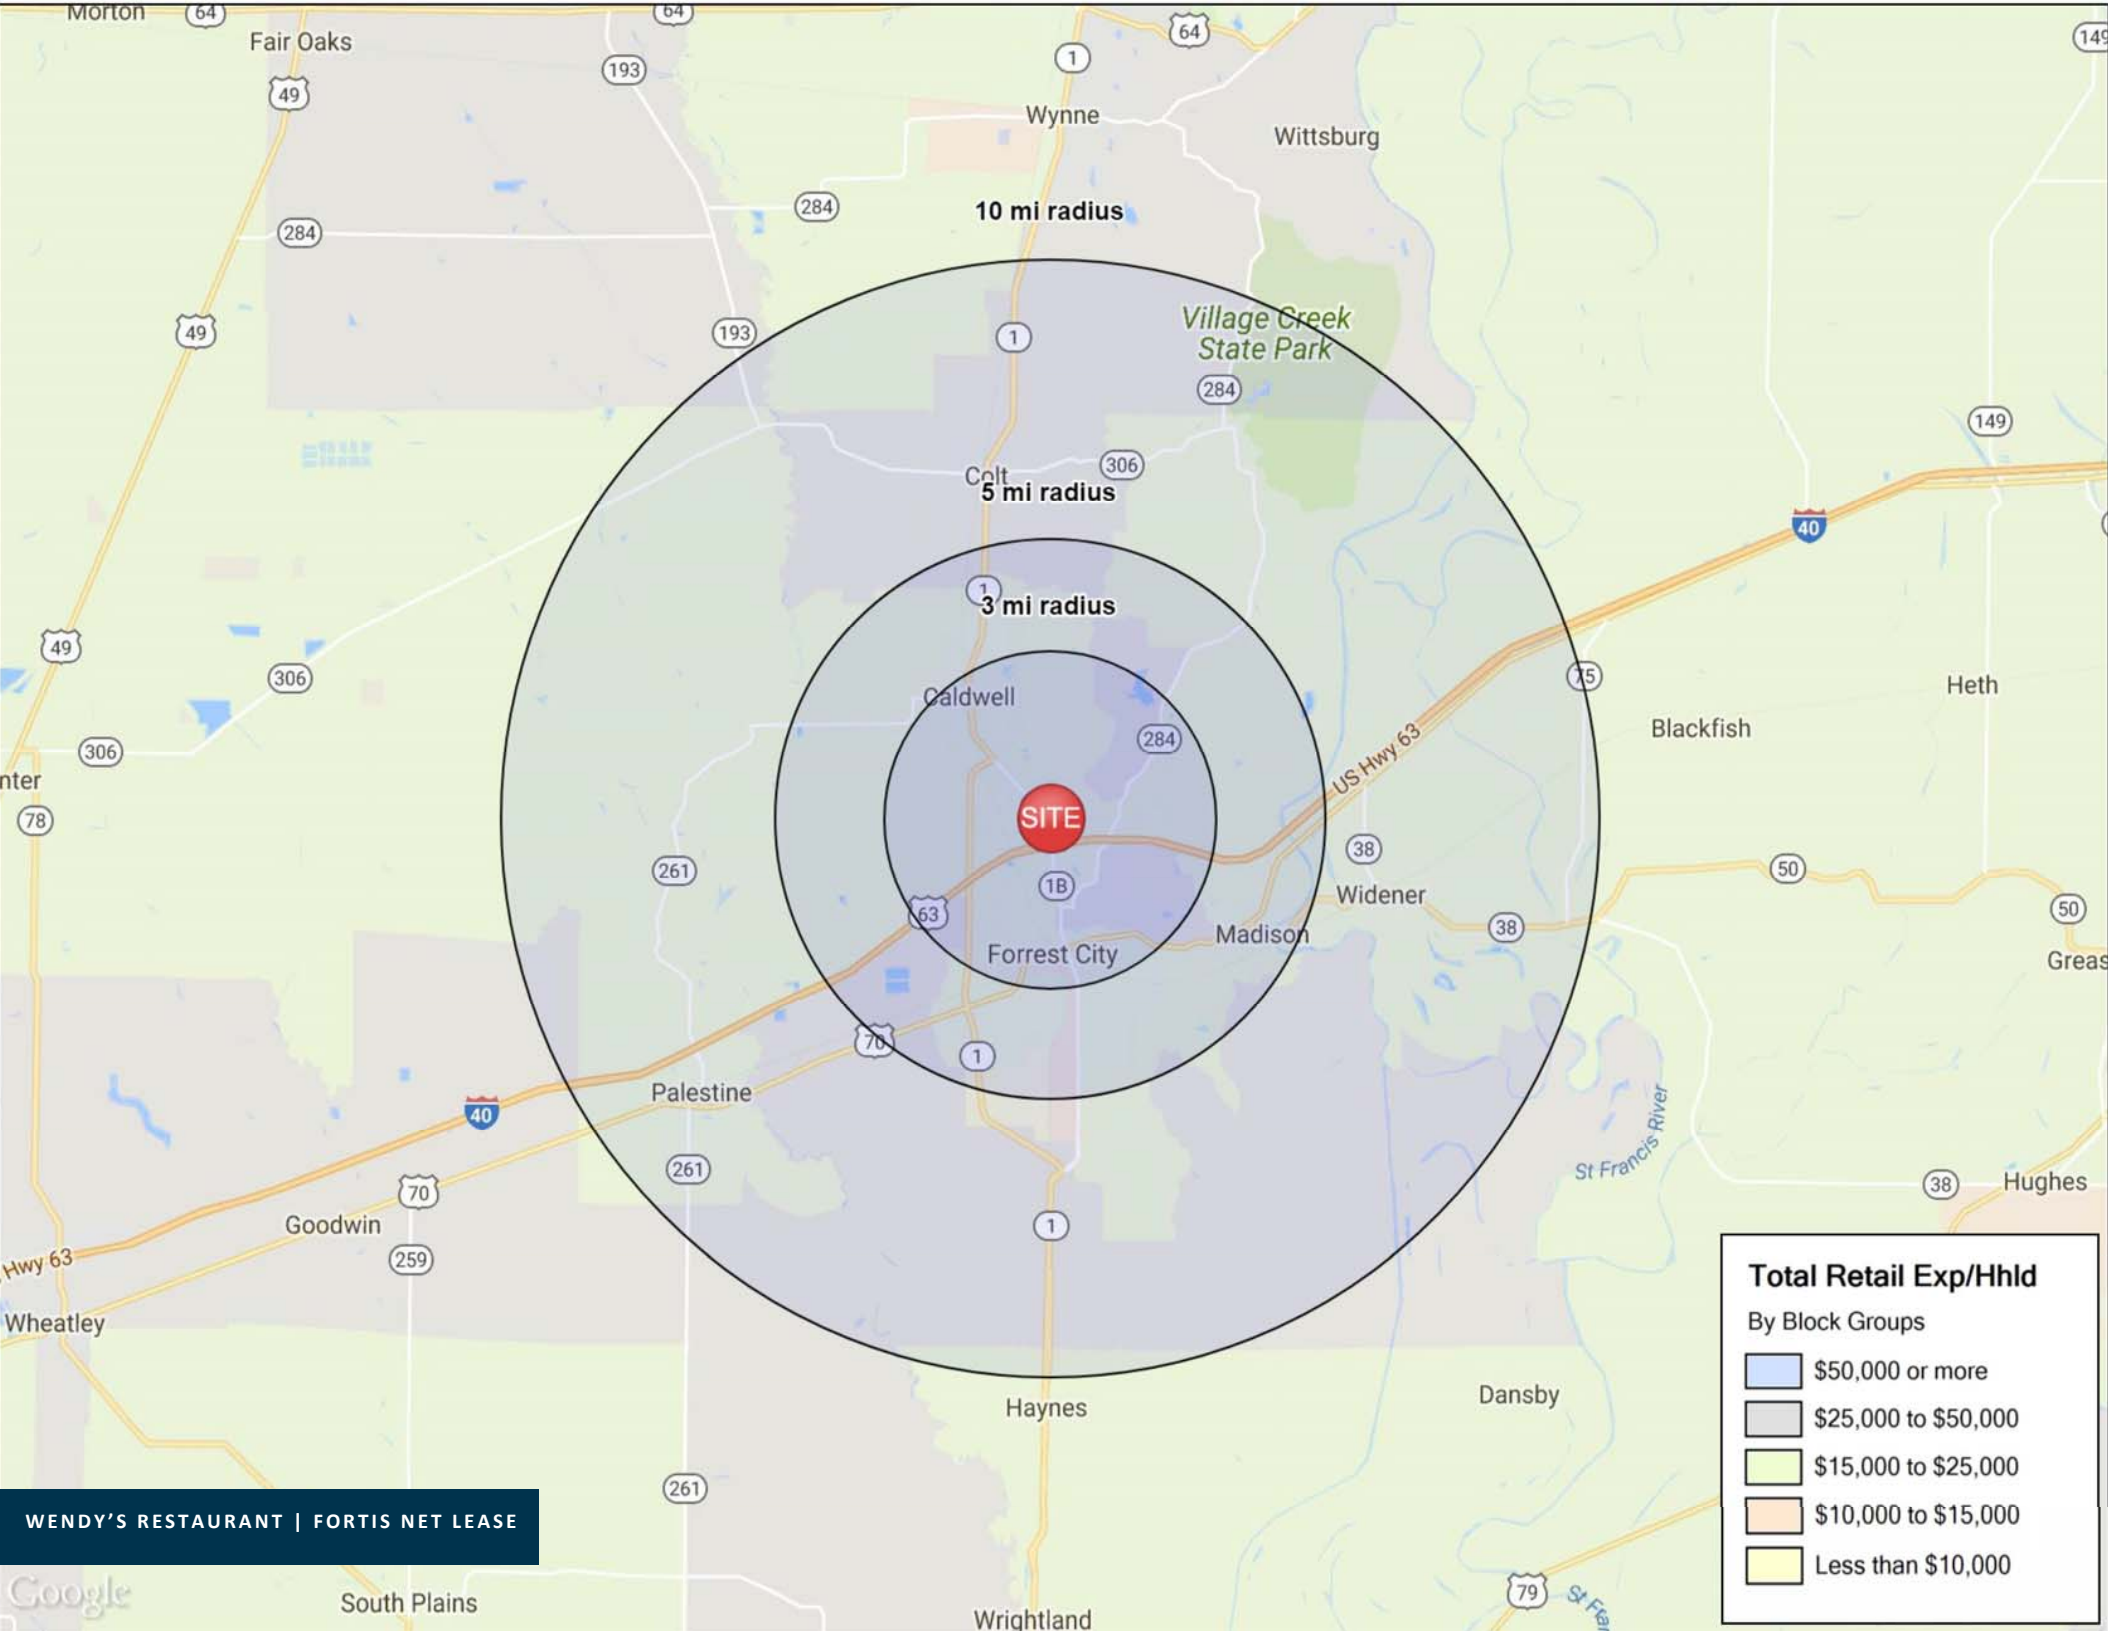 Morton
64
64
64
149
Fair Oaks
1
193
49
Wynne
Wittsburg
284
10 mi radius
284
49
193
1
Village Creek
State Park
284
149
306
Colt
5 mi radius
40
1
3 mi radius
49
306
75
Heth
Caldwell
Blackfish
284
306
US Hwy 63
nter
78
SITE
38
261
50
1B
Widener
63
50
38
Madison
Forrest City
Greas
70
1
Palestine
40
St Francis River
261
38
Hughes
70
Goodwin
1
259
Hwy 63
Wheatley
Total Retail Exp/Hhld
By Block Groups
$50,000 or more
$25,000 to $50,000
$15,000 to $25,000
$10,000 to $15,000
Less than $10,000
Dansby
Haynes
261
WENDY'S RESTAURANT | FORTIS NET LEASE
Google
South Plains
Wrightland
79
St Fra